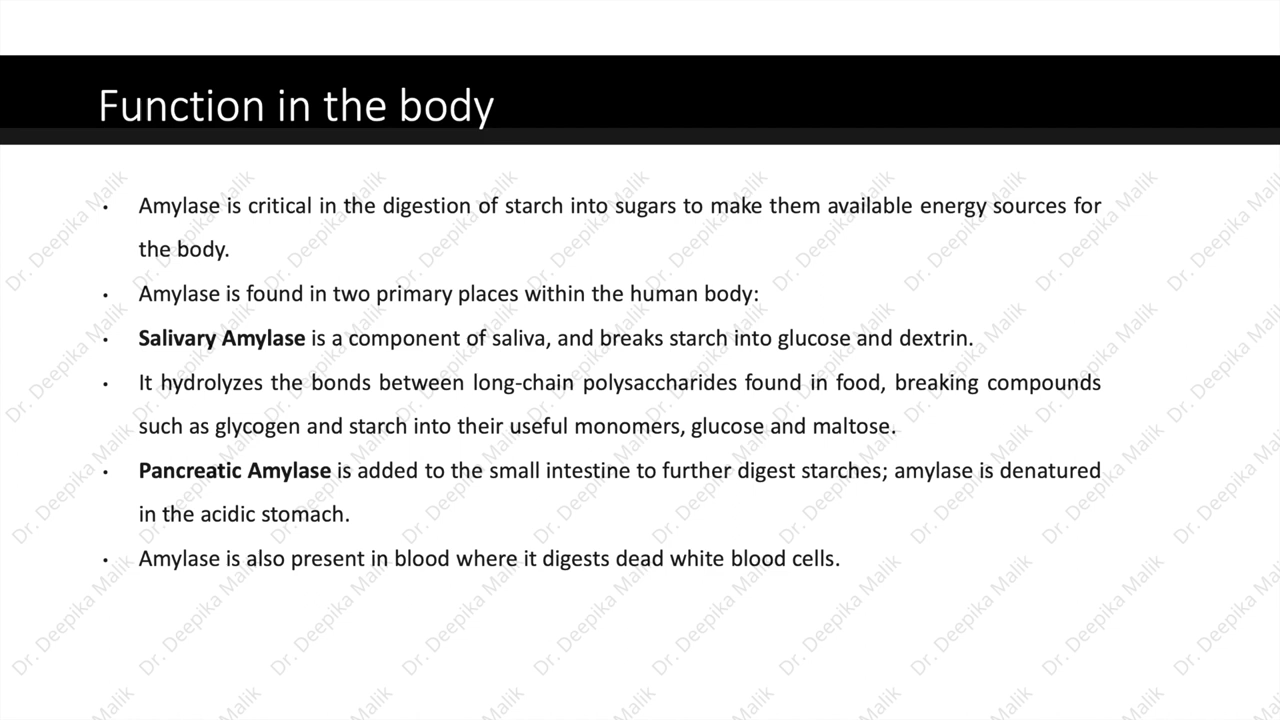 Function in the body
• Amylase is critical in the digestion of starch into sugars to make them available energy sources for
the body.
• Amylase is found in two primary places within the human body:
• Salivary Amylase is a component of saliva, and breaks starch into glucose and dextrin.
• It hydrolyzes the bonds between long-chain polysaccharides found in food, breaking compounds
such as glycogen and starch into their useful monomers, glucose and maltose.
• Pancreatic Amylase is added to the small intestine to further digest starches; amylase is denatured
in the acidic stomach.
• Amylase is also present in blood where it digests dead white blood cells.
Dr. Deepika Malik